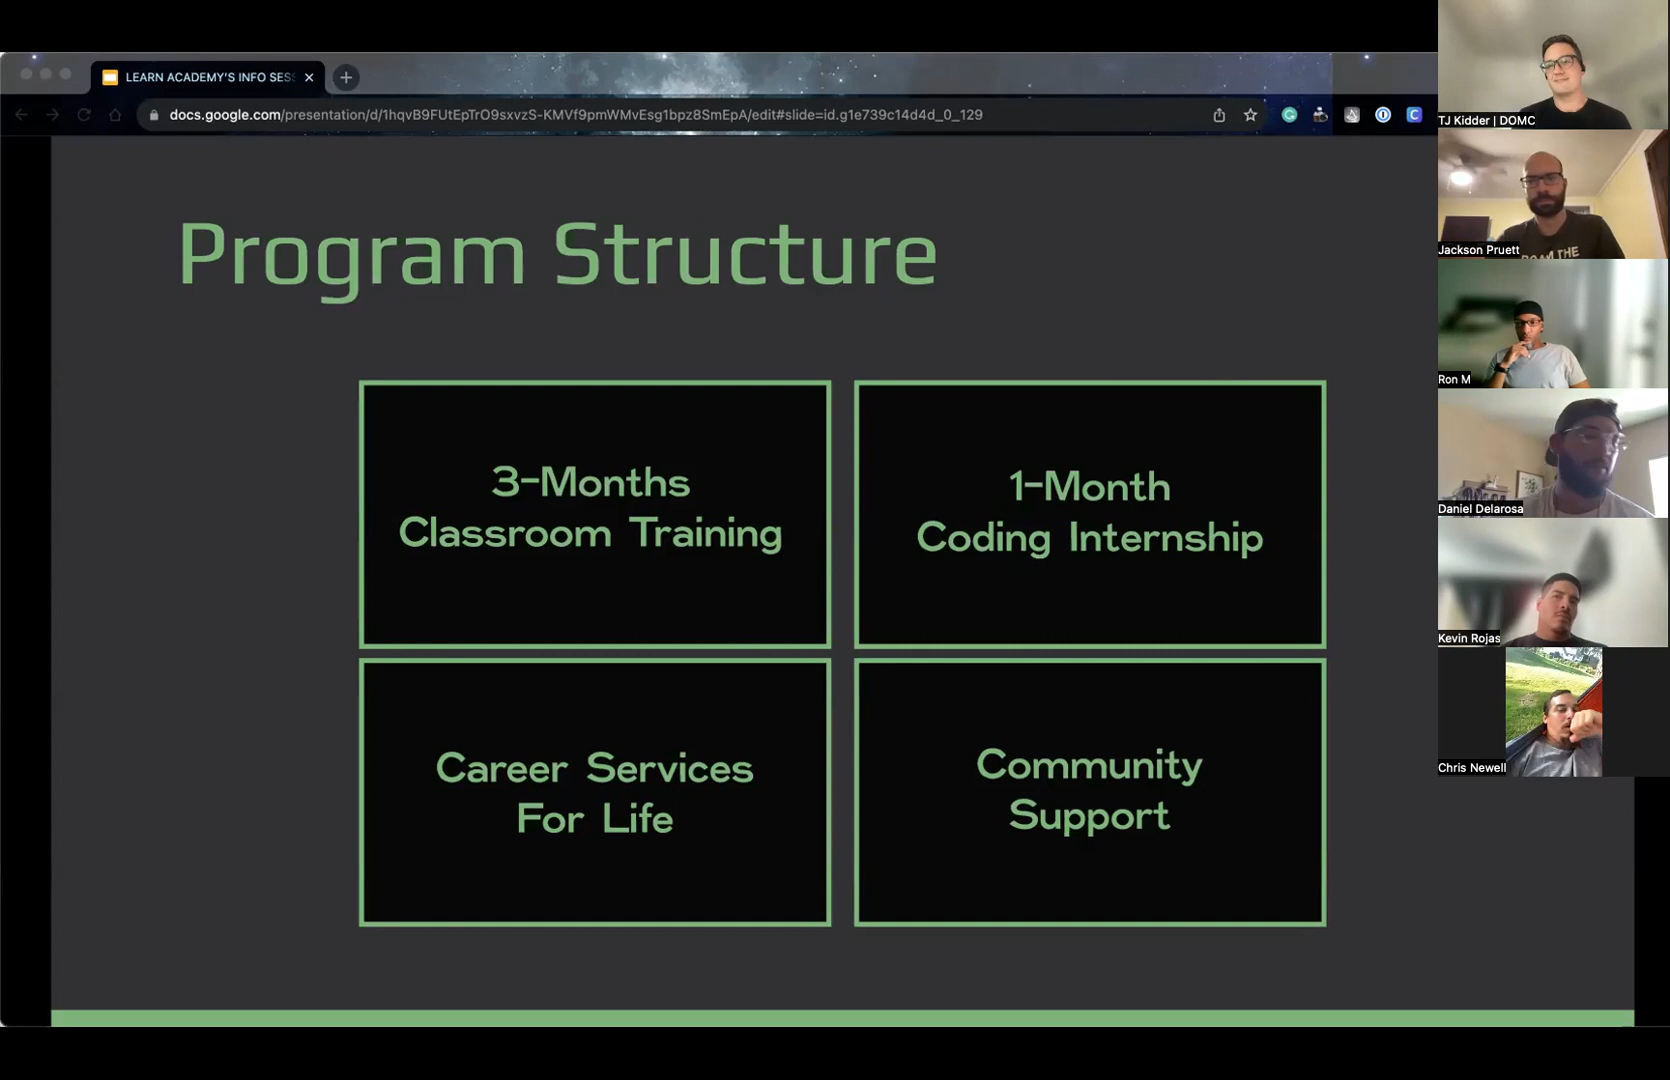 LEARN ACADEMY'S INFO SES
docs.google.com/presentation/d/1hqvB9FUtEpTrO9sxvzS-KMVf9pmWMvEsg1bpz8SmEpA/edit#slide=id.g1e739c14d4d_0_129
Program Structure
3-Months
Classroom Training
1-Month
Coding Internship
Career Services
For Life
Community
Support
TJ Kidder | DOMC
Jackson Pruett
Ron M
Daniel Delarosa
Kevin Rojas
Chris Newell